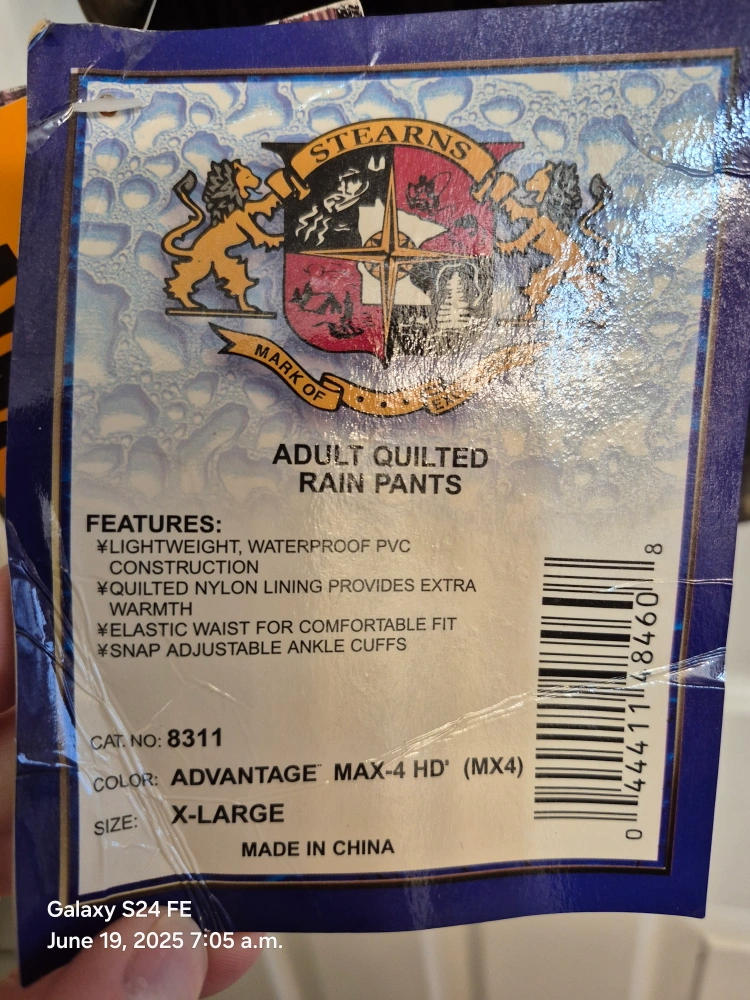 STEARNS
MARK OF
ADULT QUILTED
RAIN PANTS
FEATURES:
¥LIGHTWEIGHT, WATERPROOF PVC
CONSTRUCTION
¥QUILTED NYLON LINING PROVIDES EXTRA
WARMTH
¥ELASTIC WAIST FOR COMFORTABLE FIT
¥SNAP ADJUSTABLE ANKLE CUFFS
CAT. NO: 8311
COLOR: ADVANTAGE™ MAX-4 HD® (MX4)
SIZE: X-LARGE
MADE IN CHINA
0 44411 48460 8
Galaxy S24 FE
June 19, 2025 7:05 a.m.